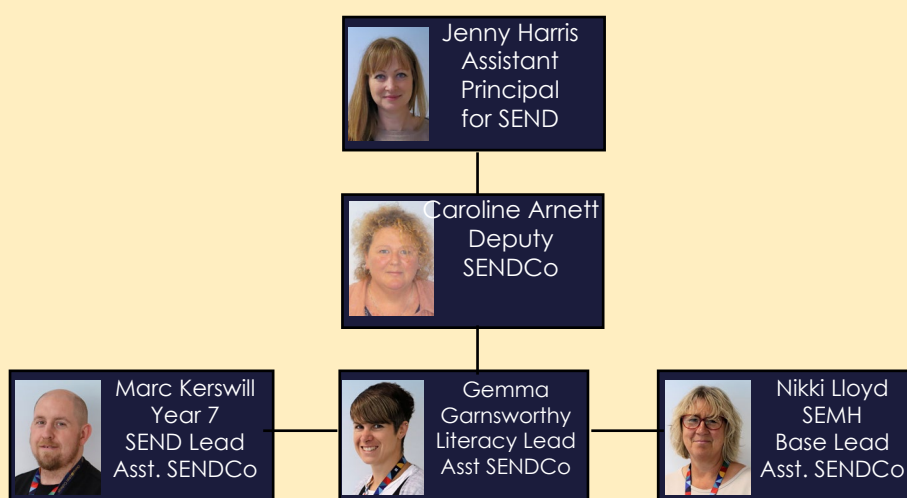 Jenny Harris
Assistant
Principal
for SEND
Caroline Arnett
Deputy
SENDCo
Marc Kerswill
Year 7
SEND Lead
Asst. SENDCo
Gemma
Garnsworthy
Literacy Lead
Asst SENDCo
Nikki Lloyd
SEMH
Base Lead
Asst. SENDCo